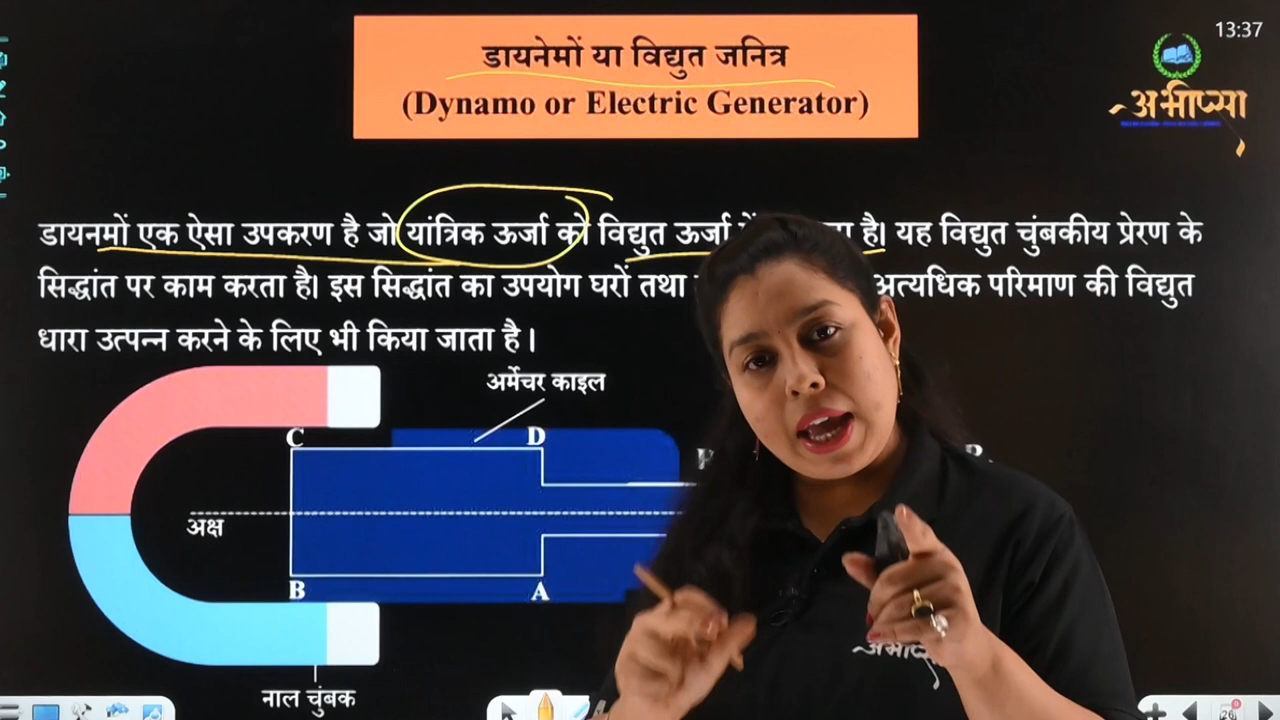 13:37
डायनेमों या विद्युत जनित्र
(Dynamo or Electric Generator)
अभीप्सा
डायनमों एक ऐसा उपकरण है जो यांत्रिक ऊर्जा को विद्युत ऊर्जा है। यह विद्युत चुंबकीय प्रेरण के
सिद्धांत पर काम करता है। इस सिद्धांत का उपयोग घरों तथा अत्यधिक परिमाण की विद्युत
धारा उत्पन्न करने के लिए भी किया जाता है।
अर्मेचर काइल
C D
अक्ष
B A
नाल चुंबक